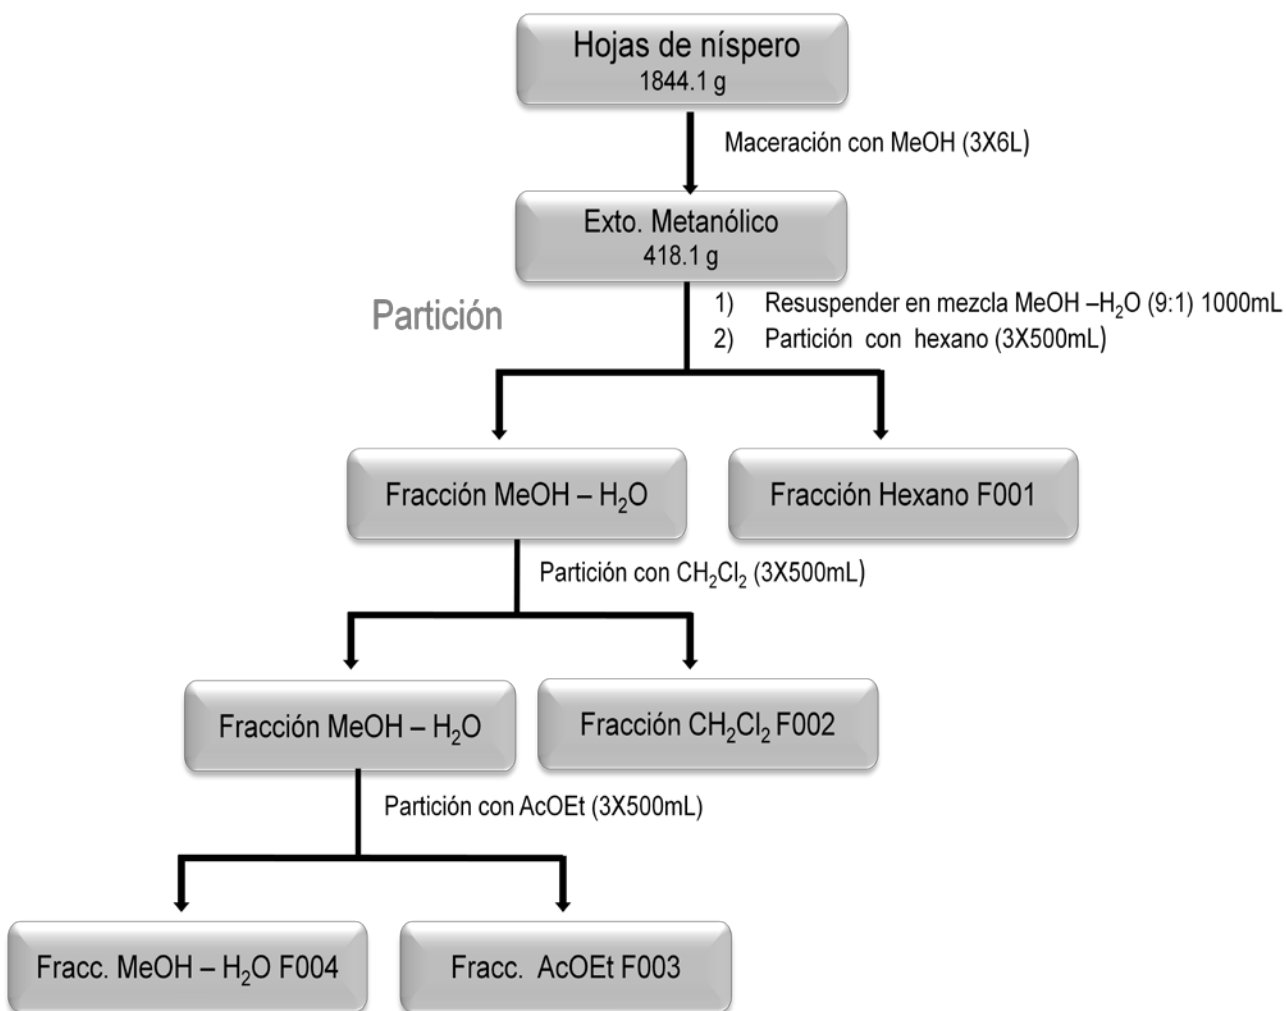 Hojas de níspero
1844.1 g
Maceración con MeOH (3X6L)
Exto. Metanólico
418.1 g
Partición
1) Resuspender en mezcla MeOH –H₂O (9:1) 1000mL
2) Partición con hexano (3X500mL)
Fracción MeOH – H₂O
Fracción Hexano F001
Partición con CH₂Cl₂ (3X500mL)
Fracción MeOH – H₂O
Fracción CH₂Cl₂ F002
Partición con AcOEt (3X500mL)
Fracc. MeOH – H₂O F004
Fracc. AcOEt F003